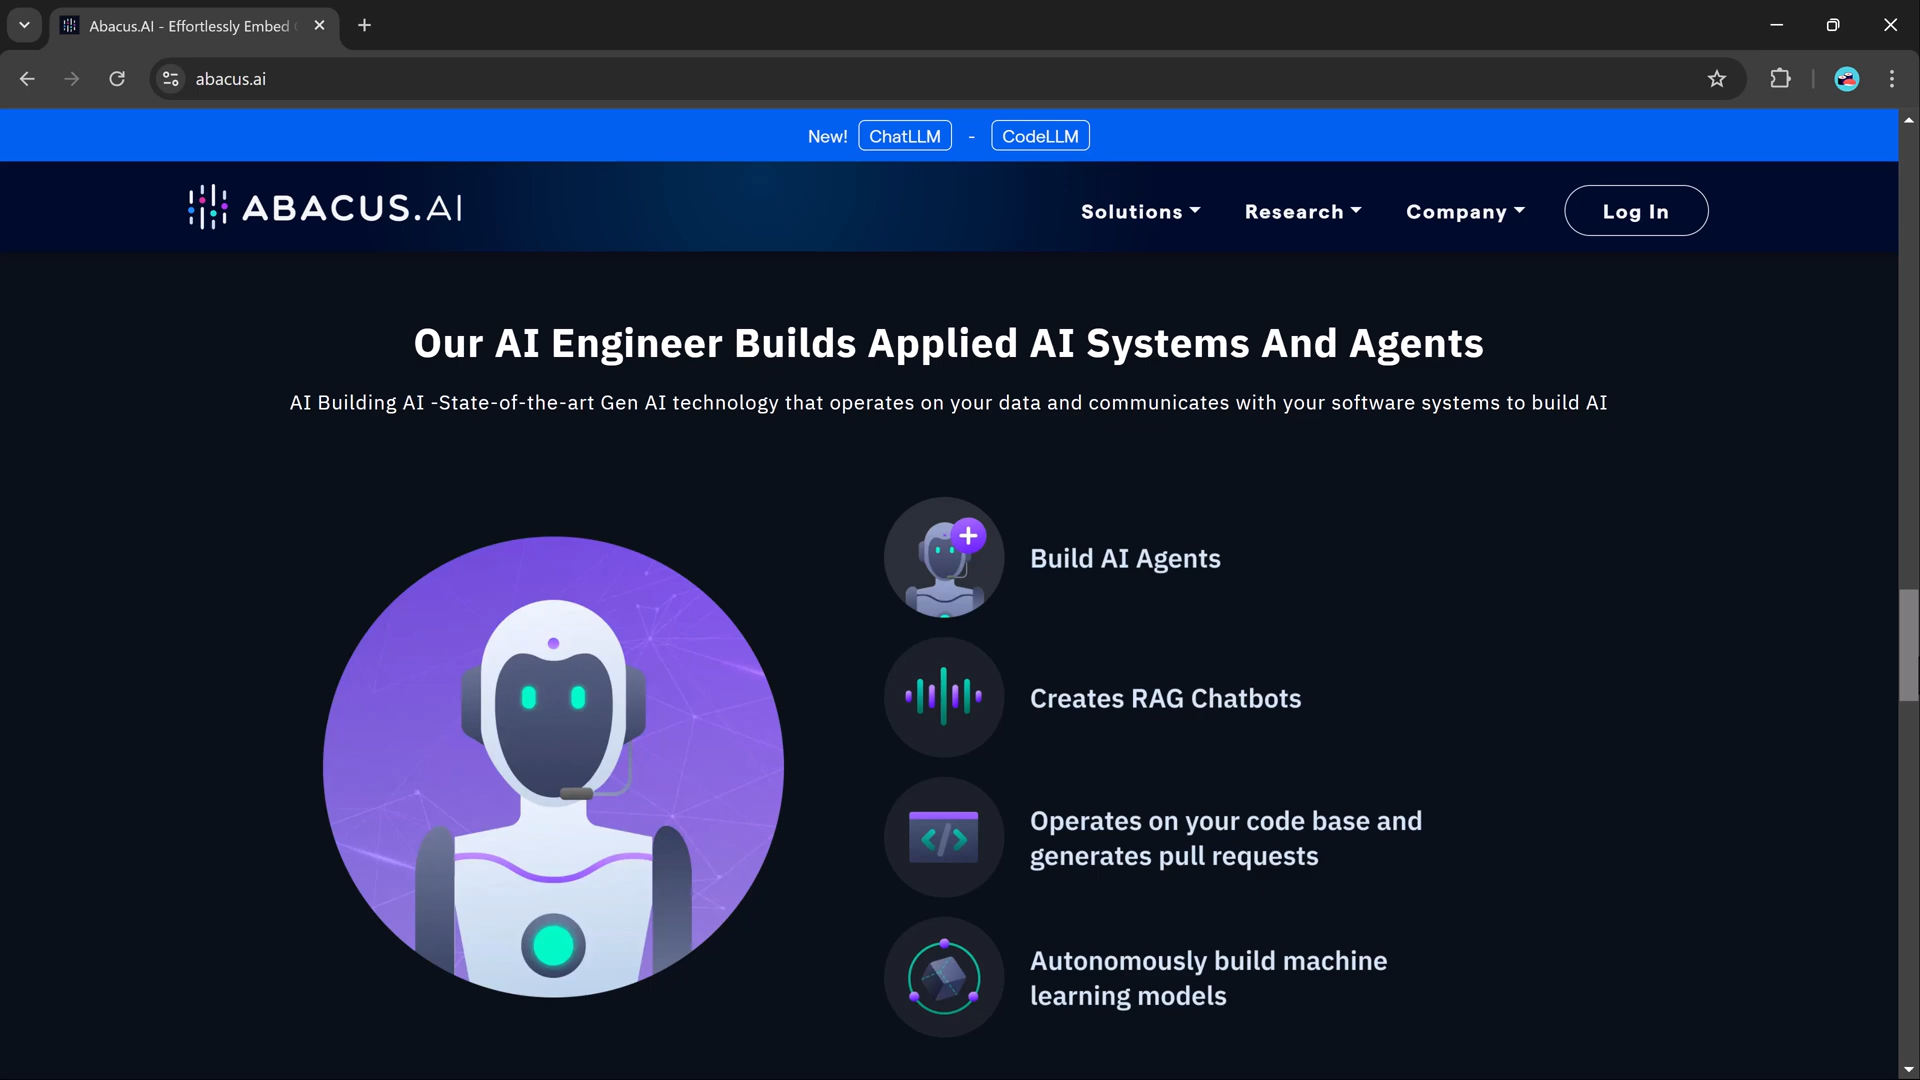 Abacus.AI - Effortlessly Embed
abacus.ai
New! ChatLLM - CodeLLM
ABACUS.AI
Solutions Research Company Log In
Our AI Engineer Builds Applied AI Systems And Agents
AI Building AI -State-of-the-art Gen AI technology that operates on your data and communicates with your software systems to build AI
Build AI Agents
Creates RAG Chatbots
Operates on your code base and
generates pull requests
Autonomously build machine
learning models